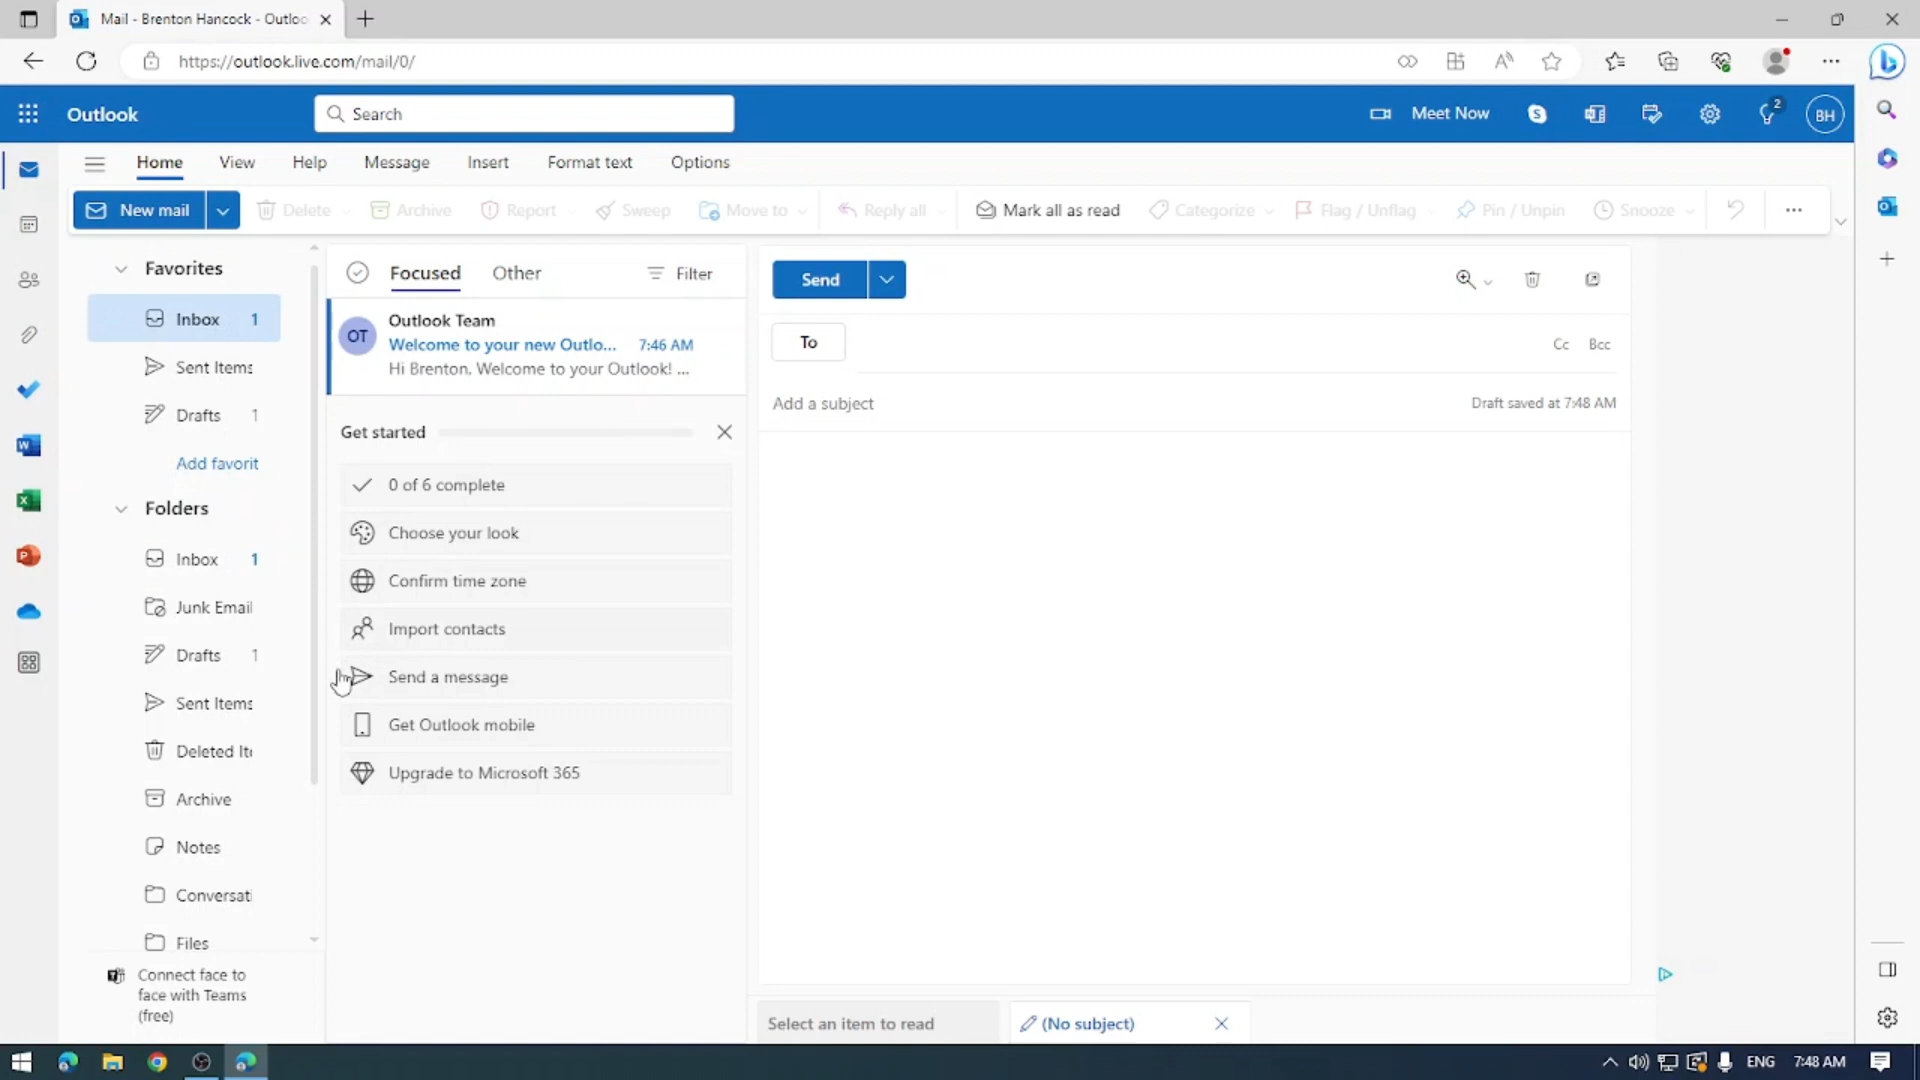 Mail - Brenton Hancock - Outloo
https://outlook.live.com/mail/0/
Outlook
Search
Meet Now
2
BH
Home View Help Message Insert Format text Options
New mail Delete Archive Report Sweep Move to Reply all Mark all as read Categorize Flag / Unflag Pin / Unpin Snooze
Favorites
Inbox 1
Sent Items
Drafts 1
Add favorit
Folders
Inbox 1
Junk Email
Drafts 1
Sent Items
Deleted Ite
Archive
Notes
Conversati
Files
Connect face to
face with Teams
(free)
Focused Other Filter
OT
Outlook Team
Welcome to your new Outlo... 7:46 AM
Hi Brenton, Welcome to your Outlook! ...
Get started
0 of 6 complete
Choose your look
Confirm time zone
Import contacts
Send a message
Get Outlook mobile
Upgrade to Microsoft 365
Send
To
Cc Bcc
Add a subject
Draft saved at 7:48 AM
Select an item to read
(No subject)
ENG 7:48 AM